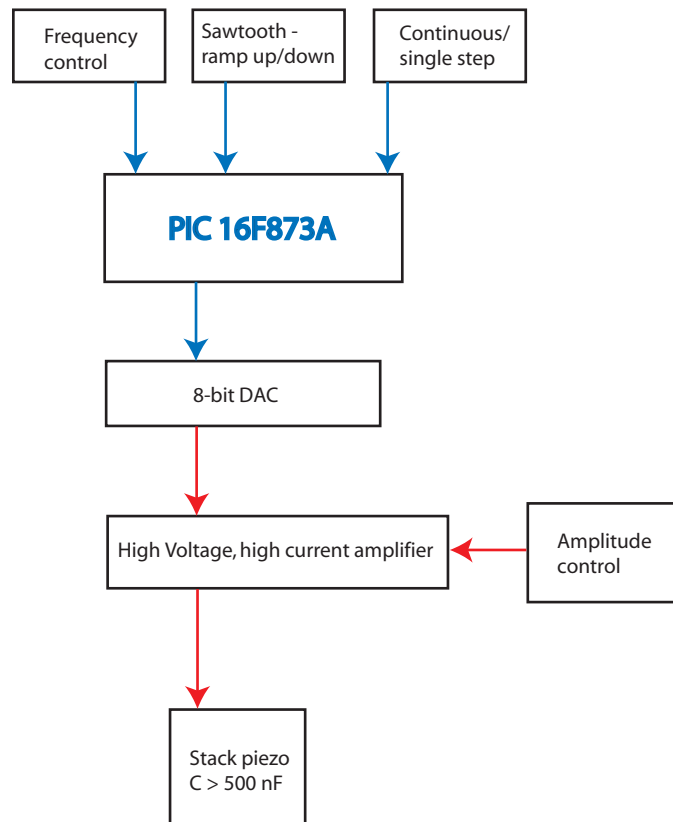 Frequency
control
Sawtooth -
ramp up/down
Continuous/
single step
PIC 16F873A
8-bit DAC
High Voltage, high current amplifier
Amplitude
control
Stack piezo
C > 500 nF